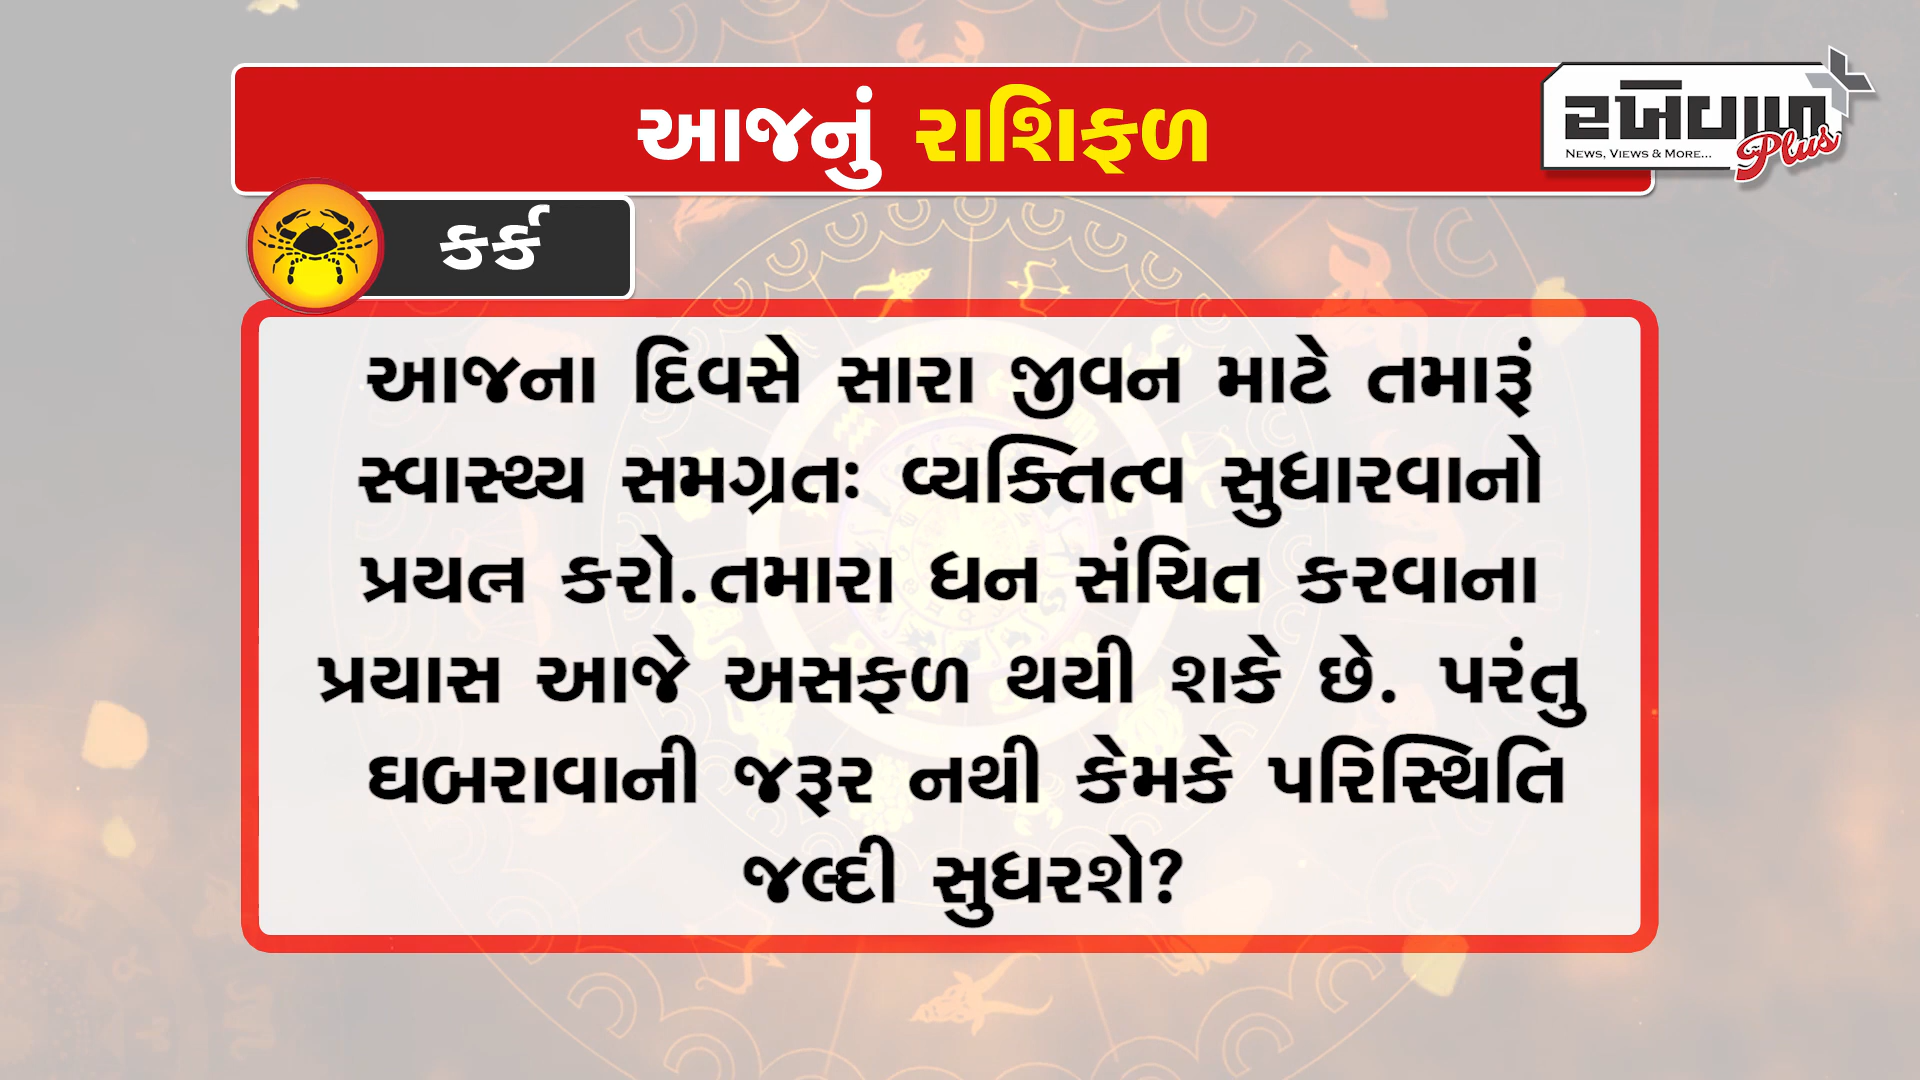 આજનું રાશિફળ
રખેવાળ
Plus
NEWS, VIEWS & MORE...
કર્ક
આજના દિવસે સારા જીવન માટે તમારૂં
સ્વાસ્થ્ય સમગ્રતઃ વ્યક્તિત્વ સુધારવાનો
પ્રયત્ન કરો.તમારા ધન સંચિત કરવાના
પ્રયાસ આજે અસફળ થયી શકે છે. પરંતુ
ઘબરાવાની જરૂર નથી કેમકે પરિસ્થિતિ
જલ્દી સુધરશે?